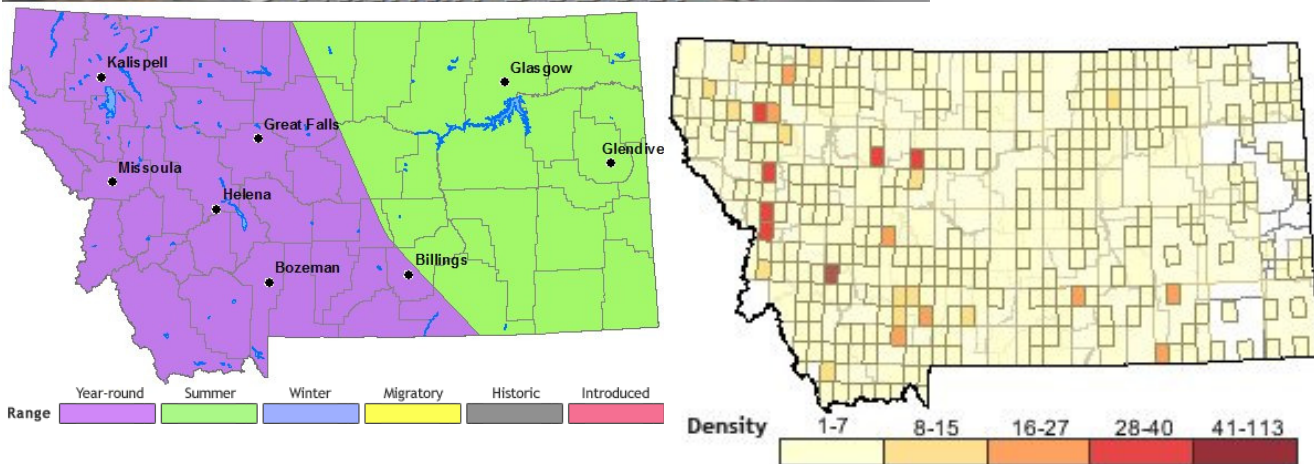 Kalispell
Glasgow
Great Falls
Glendive
Missoula
Helena
Bozeman
Billings
Year-round Summer Winter Migratory Historic Introduced
Range
Density 1-7 8-15 16-27 28-40 41-113